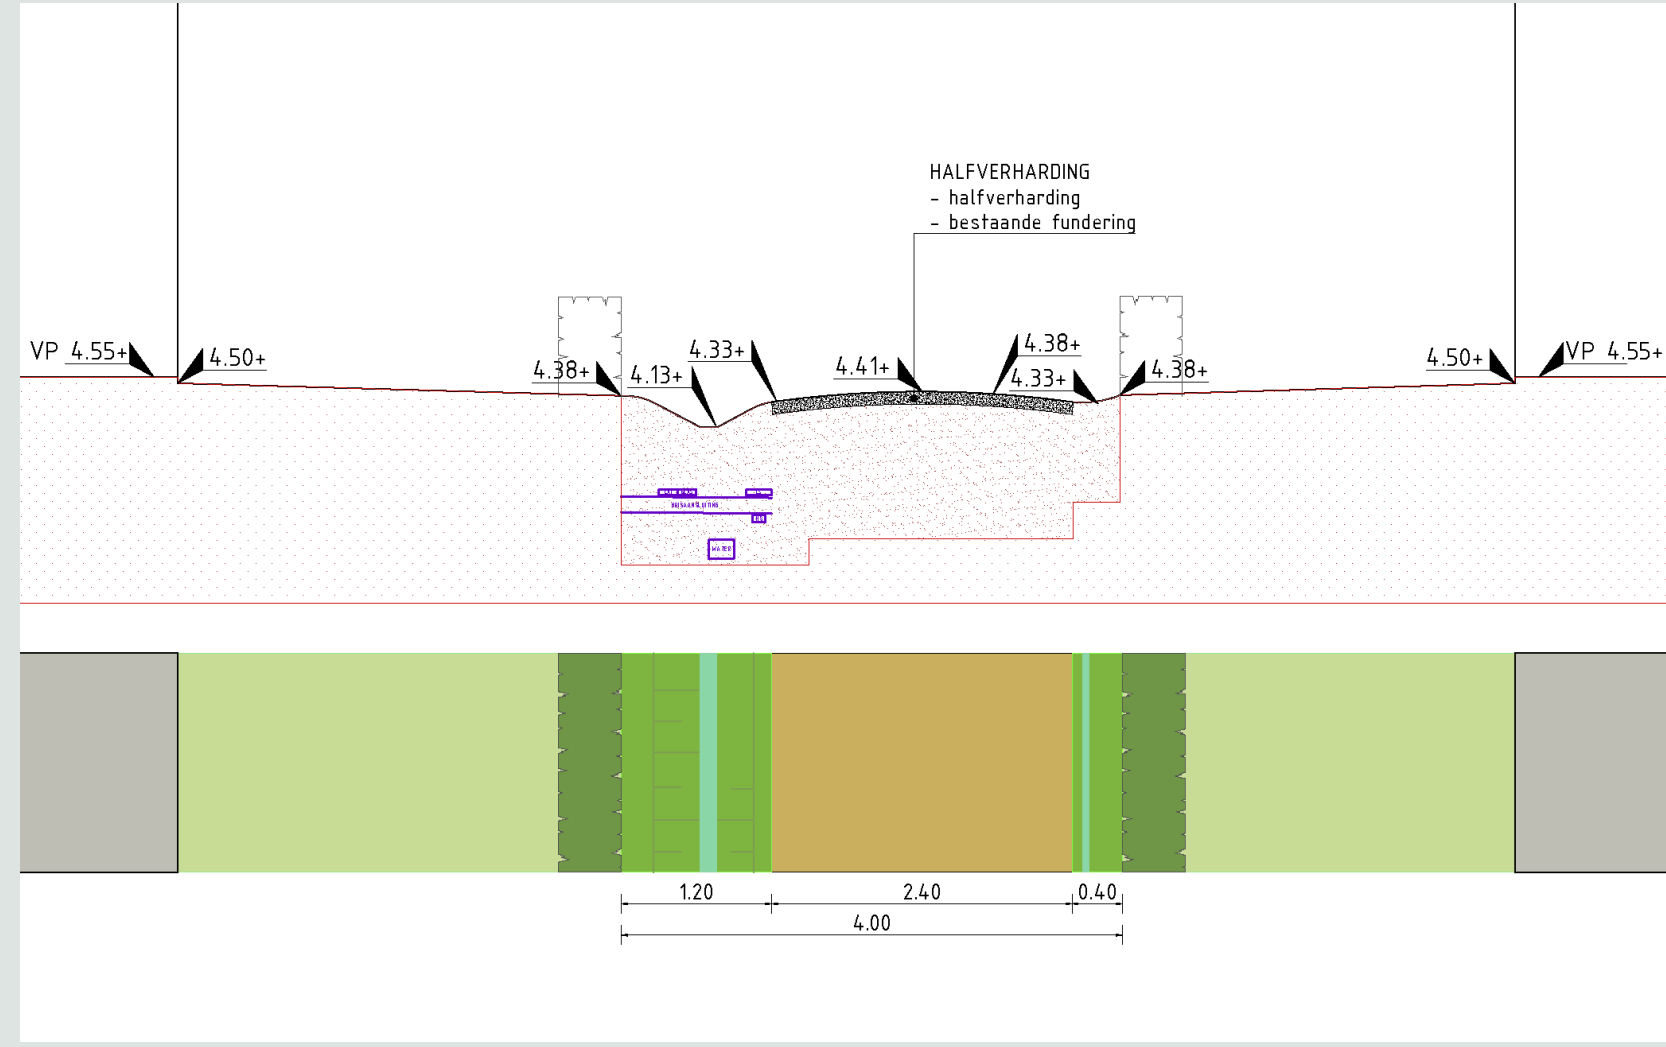 HALFVERHARDING
- halfverharding
- bestaande fundering
VP 4.55+
4.50+
4.38+
4.13+
4.33+
4.41+
4.38+
4.33+
4.38+
4.50+
VP 4.55+
WATER
1.20
2.40
0.40
4.00